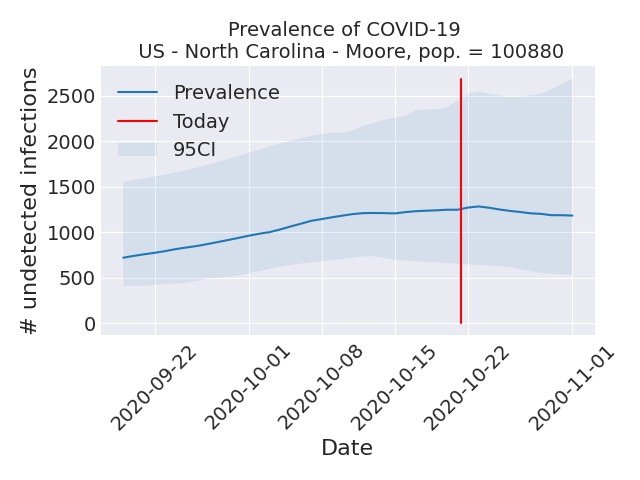 Prevalence of COVID-19
US - North Carolina - Moore, pop. = 100880
# undetected infections
2500
2000
1500
1000
500
0
Prevalence
Today
95CI
2020-09-22
2020-10-01
2020-10-08
2020-10-15
2020-10-22
2020-11-01
Date